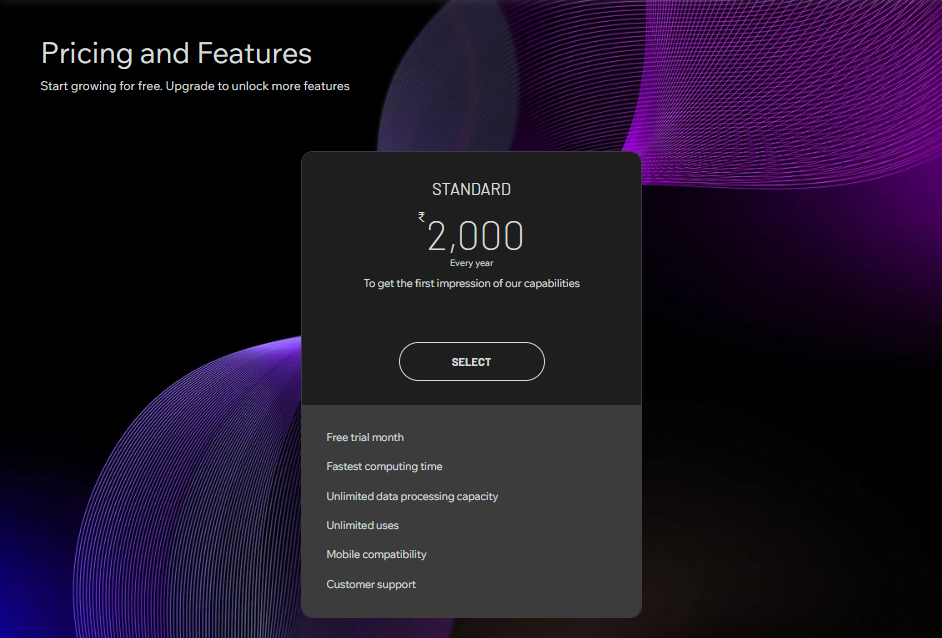 Pricing and Features
Start growing for free. Upgrade to unlock more features
STANDARD
₹2,000
Every year
To get the first impression of our capabilities
SELECT
Free trial month
Fastest computing time
Unlimited data processing capacity
Unlimited uses
Mobile compatibility
Customer support